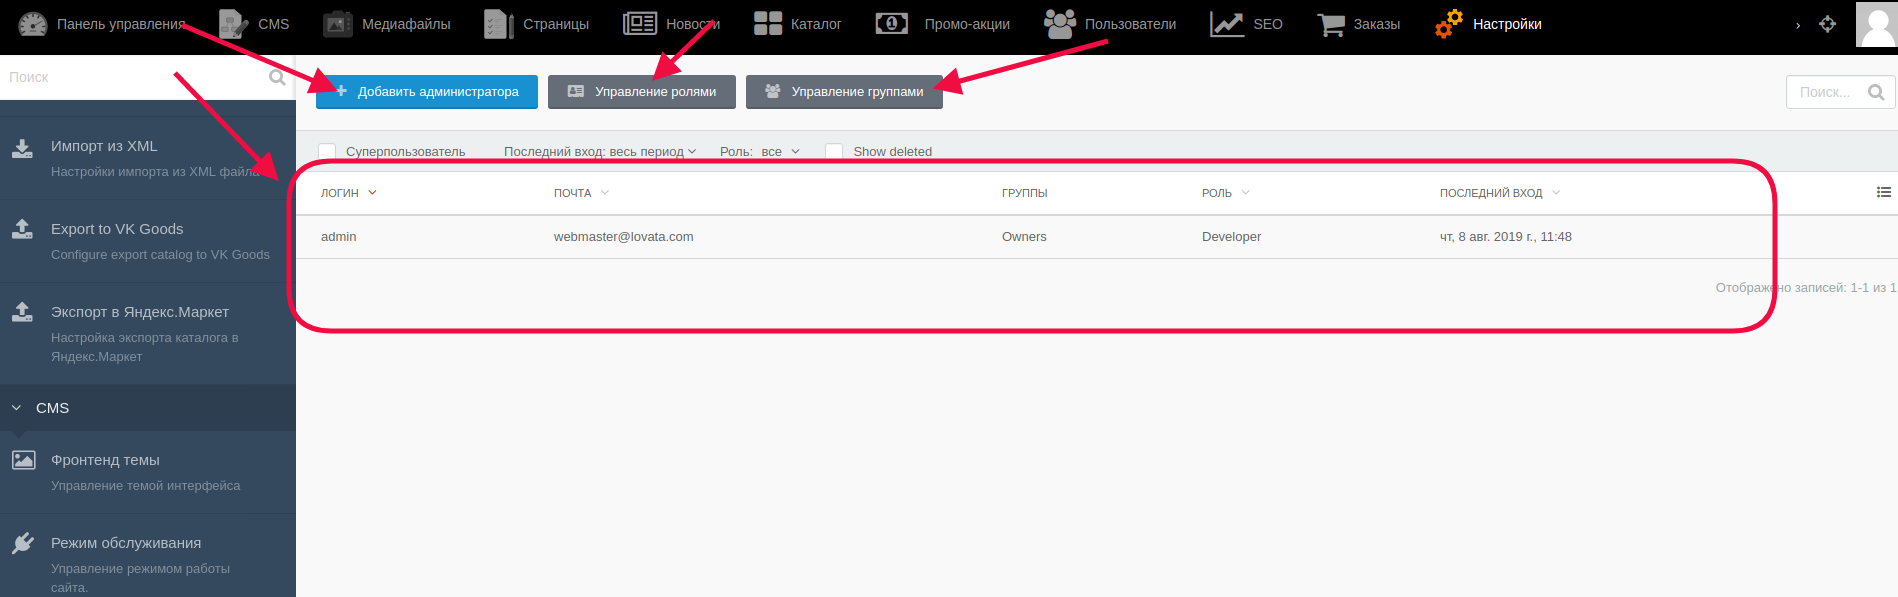 Панель управления CMS Медиафайлы Страницы Новости Каталог Промо-акции Пользователи SEO Заказы Настройки
Поиск
Добавить администратора Управление ролями Управление группами Поиск...
Суперпользователь Последний вход: весь период Роль: все Show deleted
Импорт из XML
Настройки импорта из XML файла
ЛОГИН ПОЧТА ГРУППЫ РОЛЬ ПОСЛЕДНИЙ ВХОД
admin webmaster@lovata.com Owners Developer чт, 8 авг. 2019 г., 11:48
Отображено записей: 1-1 из 1
Export to VK Goods
Configure export catalog to VK Goods
Экспорт в Яндекс.Маркет
Настройка экспорта каталога в
Яндекс.Маркет
CMS
Фронтенд темы
Управление темой интерфейса
Режим обслуживания
Управление режимом работы
сайта.